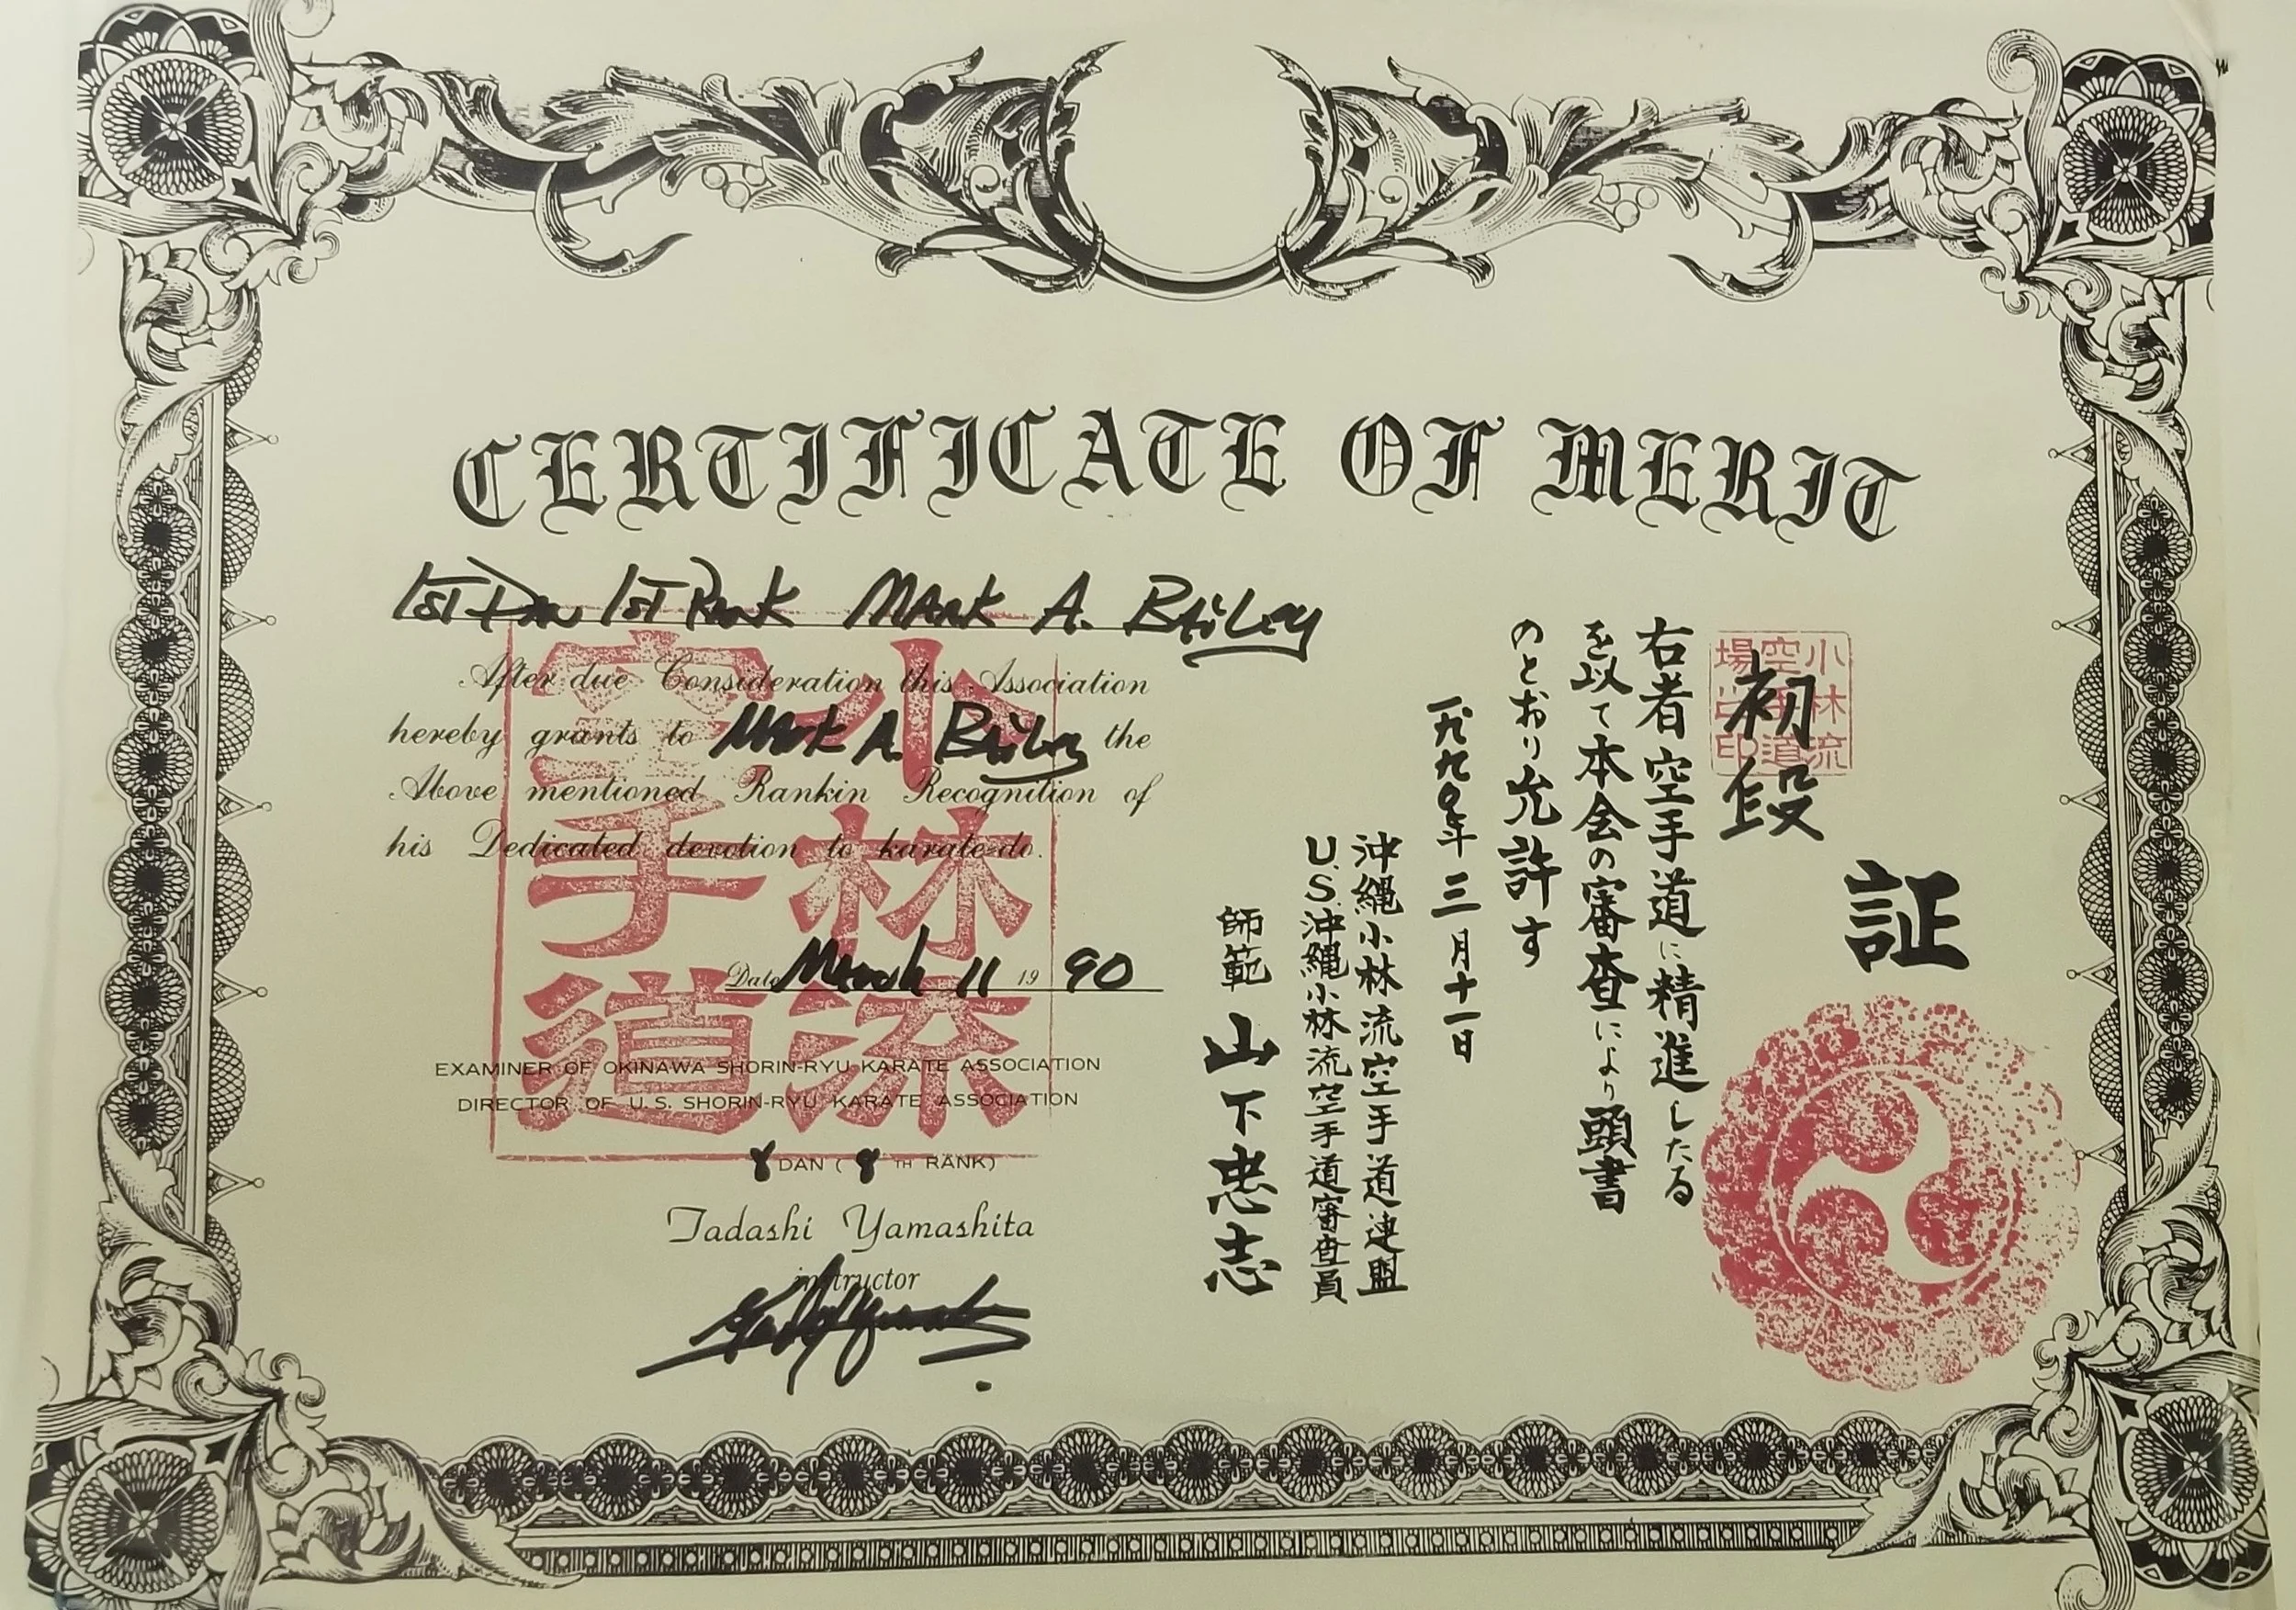 CERTIFICATE OF MERIT
1ST Dan 1ST Rank Mark A. Bailey
After due Consideration this Association
hereby grants to Mark A. Bailey the
Above mentioned Rankin Recognition of
his Dedicated devotion to karate-do.
Date March 11 19 90
EXAMINER OF OKINAWA SHORIN-RYU KARATE ASSOCIATION
DIRECTOR OF U.S. SHORIN-RYU KARATE ASSOCIATION
8 DAN ( 8 TH RANK)
Tadashi Yamashita
instructor
小林流
空手道
証
初段
右者空手道に精進したる
を以て本会の審査により頭書
のとおり允許す
一九九0年三月十一日
沖縄小林流空手道連盟
U.S.沖縄小林流空手道審査員
師範 山下忠志
小林流
空手道
場之印